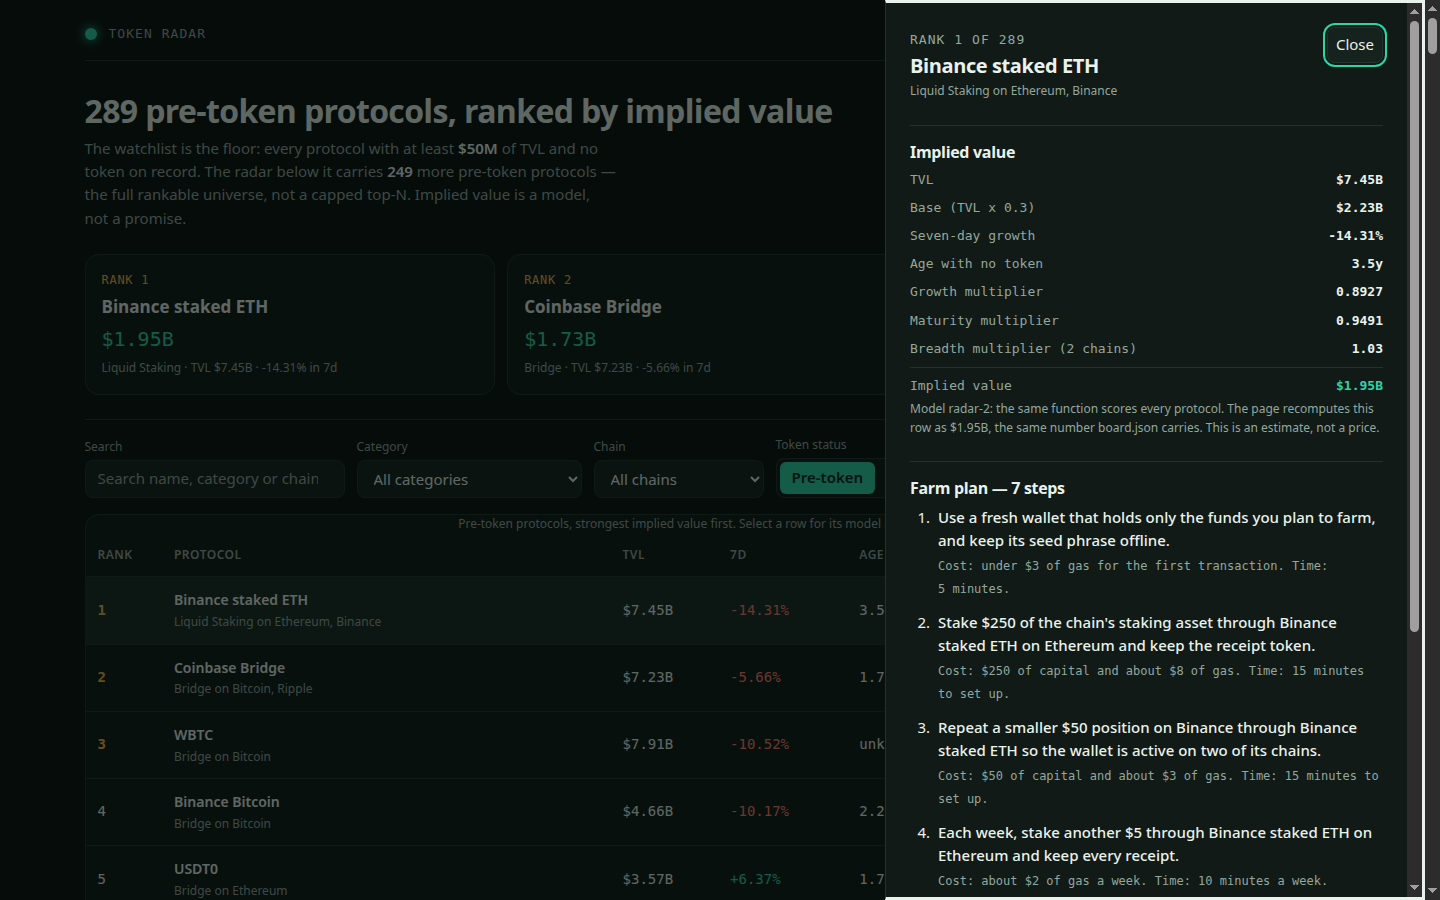 TOKEN RADAR
289 pre-token protocols, ranked by implied value
The watchlist is the floor: every protocol with at least $50M of TVL and no
token on record. The radar below it carries 249 more pre-token protocols —
the full rankable universe, not a capped top-N. Implied value is a model,
not a promise.
RANK 1
Binance staked ETH
$1.95B
Liquid Staking · TVL $7.45B · -14.31% in 7d
RANK 2
Coinbase Bridge
$1.73B
Bridge · TVL $7.23B · -5.66% in 7d
Search
Category
Chain
Token status
Search name, category or chain
All categories
All chains
Pre-token
Pre-token protocols, strongest implied value first. Select a row for its model
RANK PROTOCOL TVL 7D AGE
1 Binance staked ETH $7.45B -14.31% 3.5
Liquid Staking on Ethereum, Binance
2 Coinbase Bridge $7.23B -5.66% 1.7
Bridge on Bitcoin, Ripple
3 WBTC $7.91B -10.52% unk
Bridge on Bitcoin
4 Binance Bitcoin $4.66B -10.17% 2.2
Bridge on Bitcoin
5 USDT0 $3.57B +6.37% 1.7
Bridge on Ethereum
RANK 1 OF 289
Binance staked ETH
Liquid Staking on Ethereum, Binance
Close
Implied value
TVL $7.45B
Base (TVL x 0.3) $2.23B
Seven-day growth -14.31%
Age with no token 3.5y
Growth multiplier 0.8927
Maturity multiplier 0.9491
Breadth multiplier (2 chains) 1.03
Implied value $1.95B
Model radar-2: the same function scores every protocol. The page recomputes this
row as $1.95B, the same number board.json carries. This is an estimate, not a price.
Farm plan — 7 steps
1. Use a fresh wallet that holds only the funds you plan to farm,
and keep its seed phrase offline.
Cost: under $3 of gas for the first transaction. Time:
5 minutes.
2. Stake $250 of the chain's staking asset through Binance
staked ETH on Ethereum and keep the receipt token.
Cost: $250 of capital and about $8 of gas. Time: 15 minutes
to set up.
3. Repeat a smaller $50 position on Binance through Binance
staked ETH so the wallet is active on two of its chains.
Cost: $50 of capital and about $3 of gas. Time: 15 minutes to
set up.
4. Each week, stake another $5 through Binance staked ETH on
Ethereum and keep every receipt.
Cost: about $2 of gas a week. Time: 10 minutes a week.